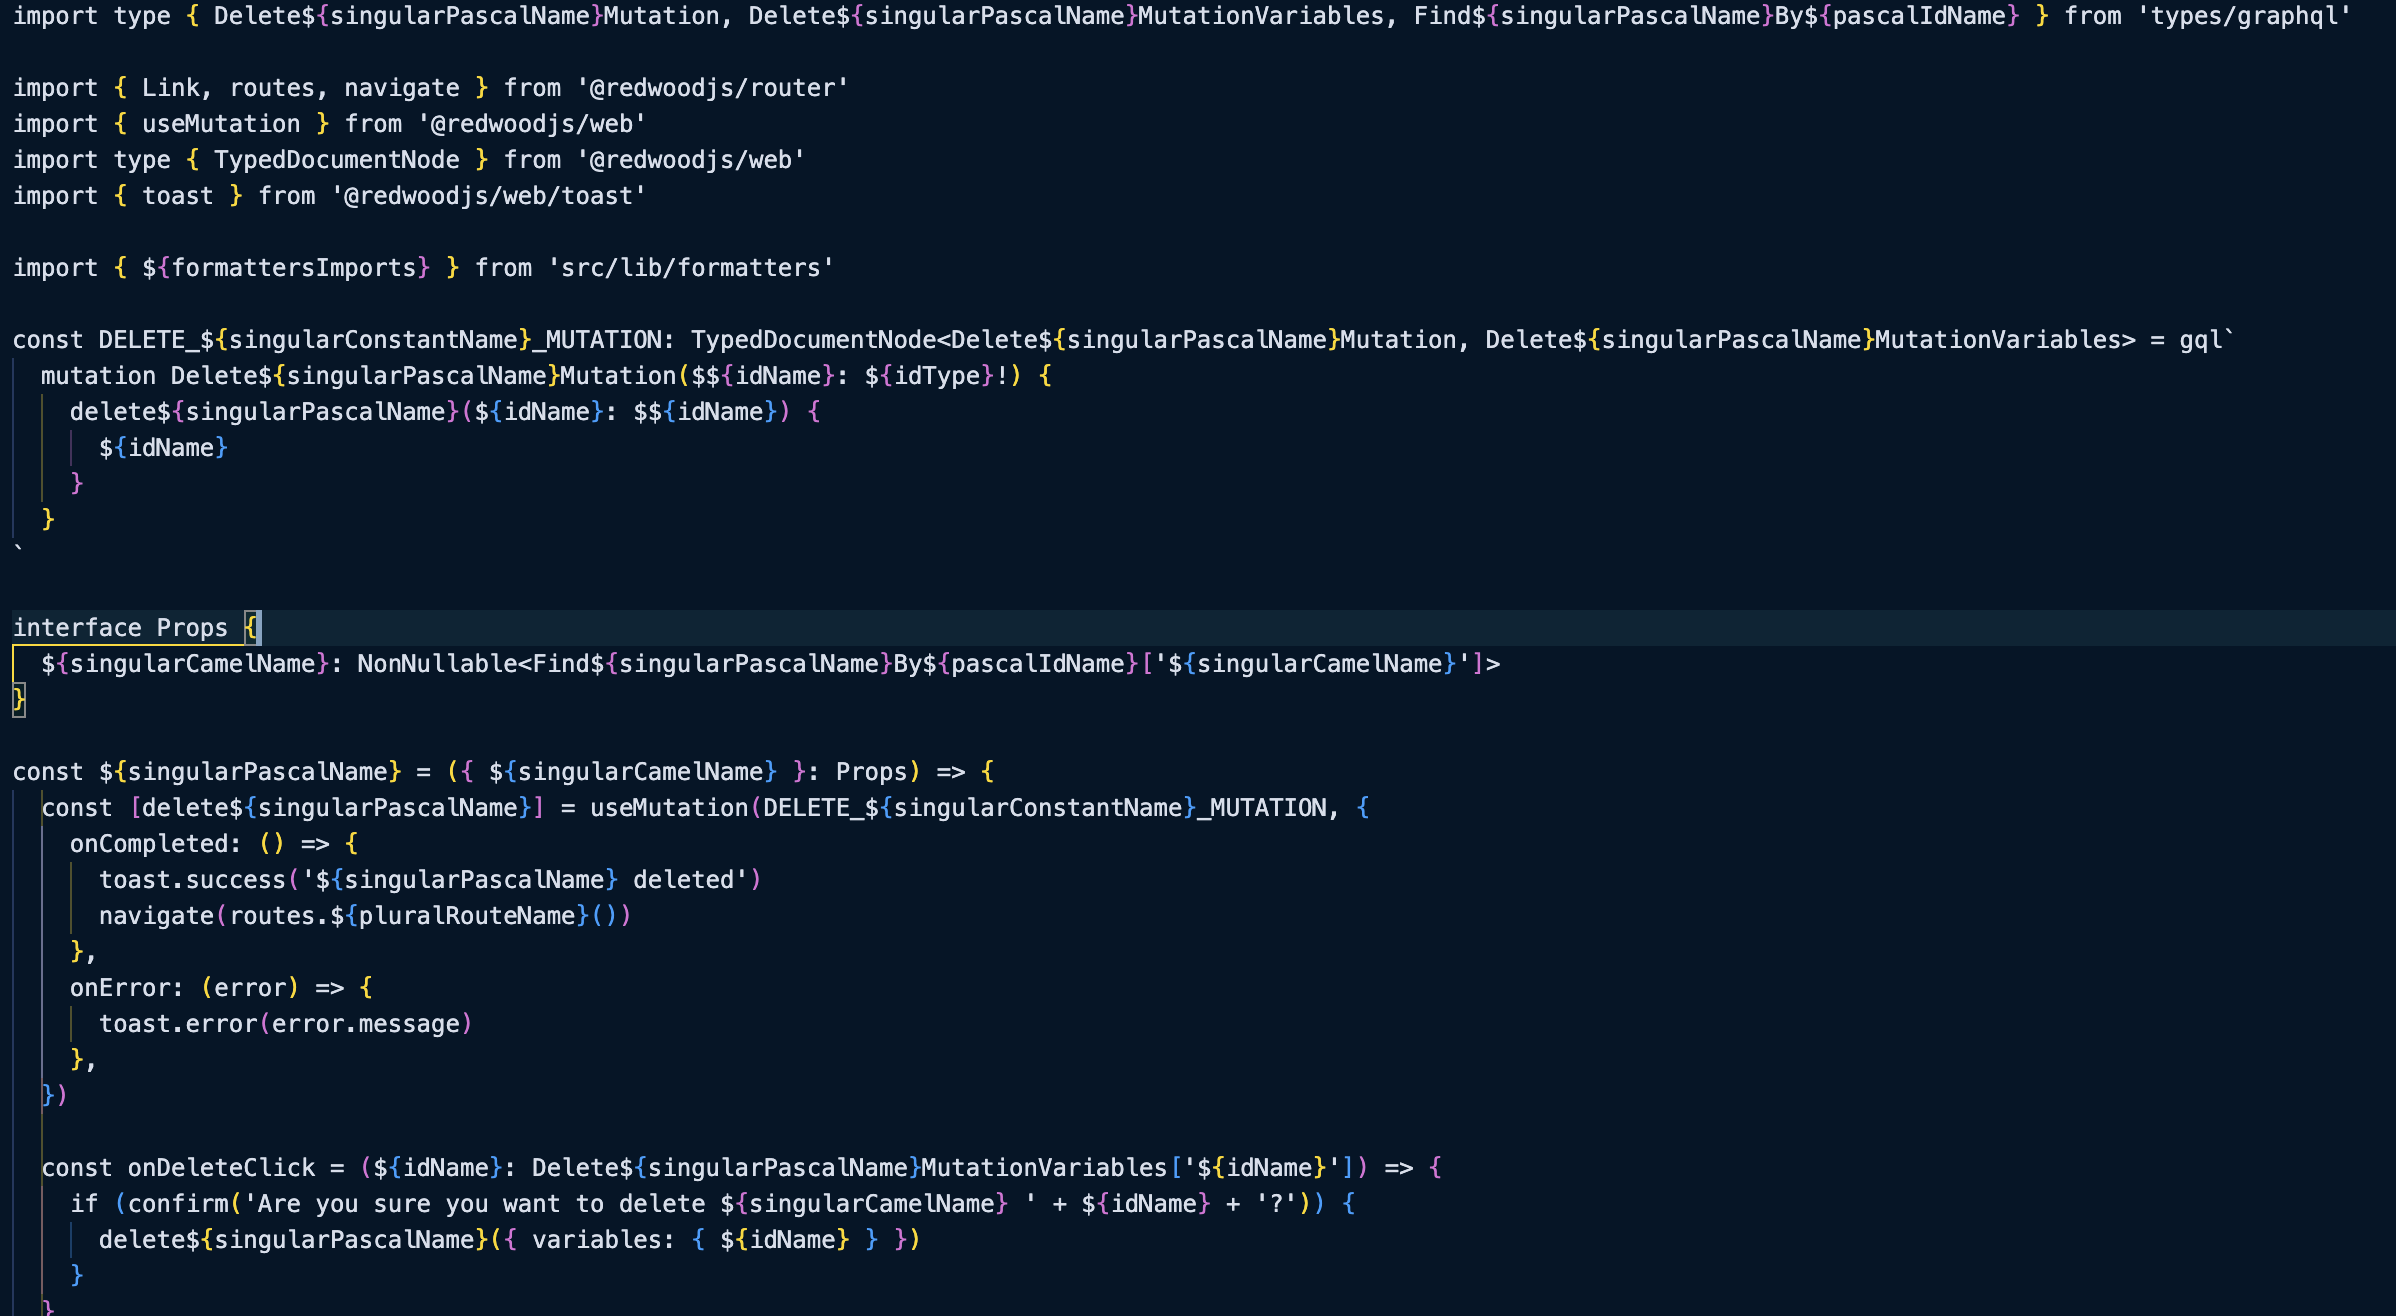 import type { Delete${singularPascalName}Mutation, Delete${singularPascalName}MutationVariables, Find${singularPascalName}By${pascalIdName} } from 'types/graphql'
import { Link, routes, navigate } from '@redwoodjs/router'
import { useMutation } from '@redwoodjs/web'
import type { TypedDocumentNode } from '@redwoodjs/web'
import { toast } from '@redwoodjs/web/toast'
import { ${formattersImports} } from 'src/lib/formatters'
const DELETE_${singularConstantName}_MUTATION: TypedDocumentNode<Delete${singularPascalName}Mutation, Delete${singularPascalName}MutationVariables> = gql`
  mutation Delete${singularPascalName}Mutation($${idName}: ${idType}!) {
    delete${singularPascalName}(${idName}: $${idName}) {
      ${idName}
    }
  }
`
interface Props {
  ${singularCamelName}: NonNullable<Find${singularPascalName}By${pascalIdName}['${singularCamelName}']>
}
const ${singularPascalName} = ({ ${singularCamelName} }: Props) => {
  const [delete${singularPascalName}] = useMutation(DELETE_${singularConstantName}_MUTATION, {
    onCompleted: () => {
      toast.success('${singularPascalName} deleted')
      navigate(routes.${pluralRouteName}())
    },
    onError: (error) => {
      toast.error(error.message)
    },
  })
  const onDeleteClick = (${idName}: Delete${singularPascalName}MutationVariables['${idName}']) => {
    if (confirm('Are you sure you want to delete ${singularCamelName} ' + ${idName} + '?')) {
      delete${singularPascalName}({ variables: { ${idName} } })
    }
  }